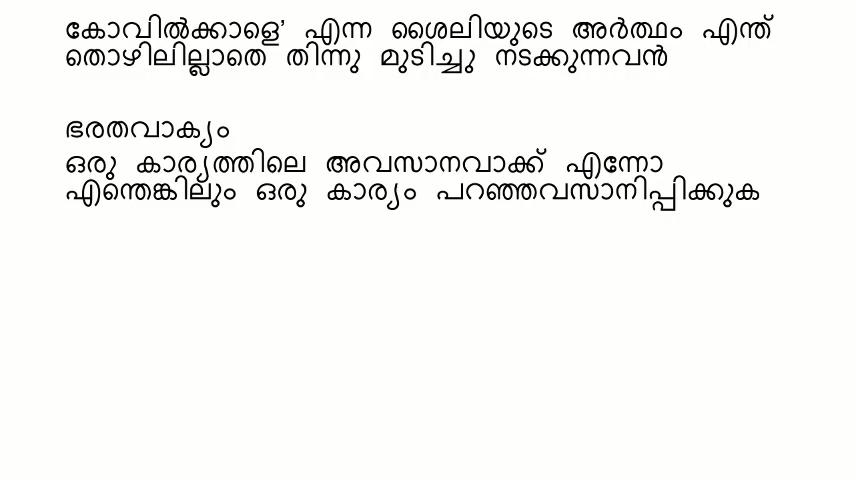 കോവിൽക്കാളെ’ എന്ന ശൈലിയുടെ അർത്ഥം എന്ത്
തൊഴിലില്ലാതെ തിന്നു മുടിച്ചു നടക്കുന്നവൻ
ഭരതവാക്യം
ഒരു കാര്യത്തിലെ അവസാനവാക്ക് എന്നോ
എന്തെങ്കിലും ഒരു കാര്യം പറഞ്ഞവസാനിപ്പിക്കുക